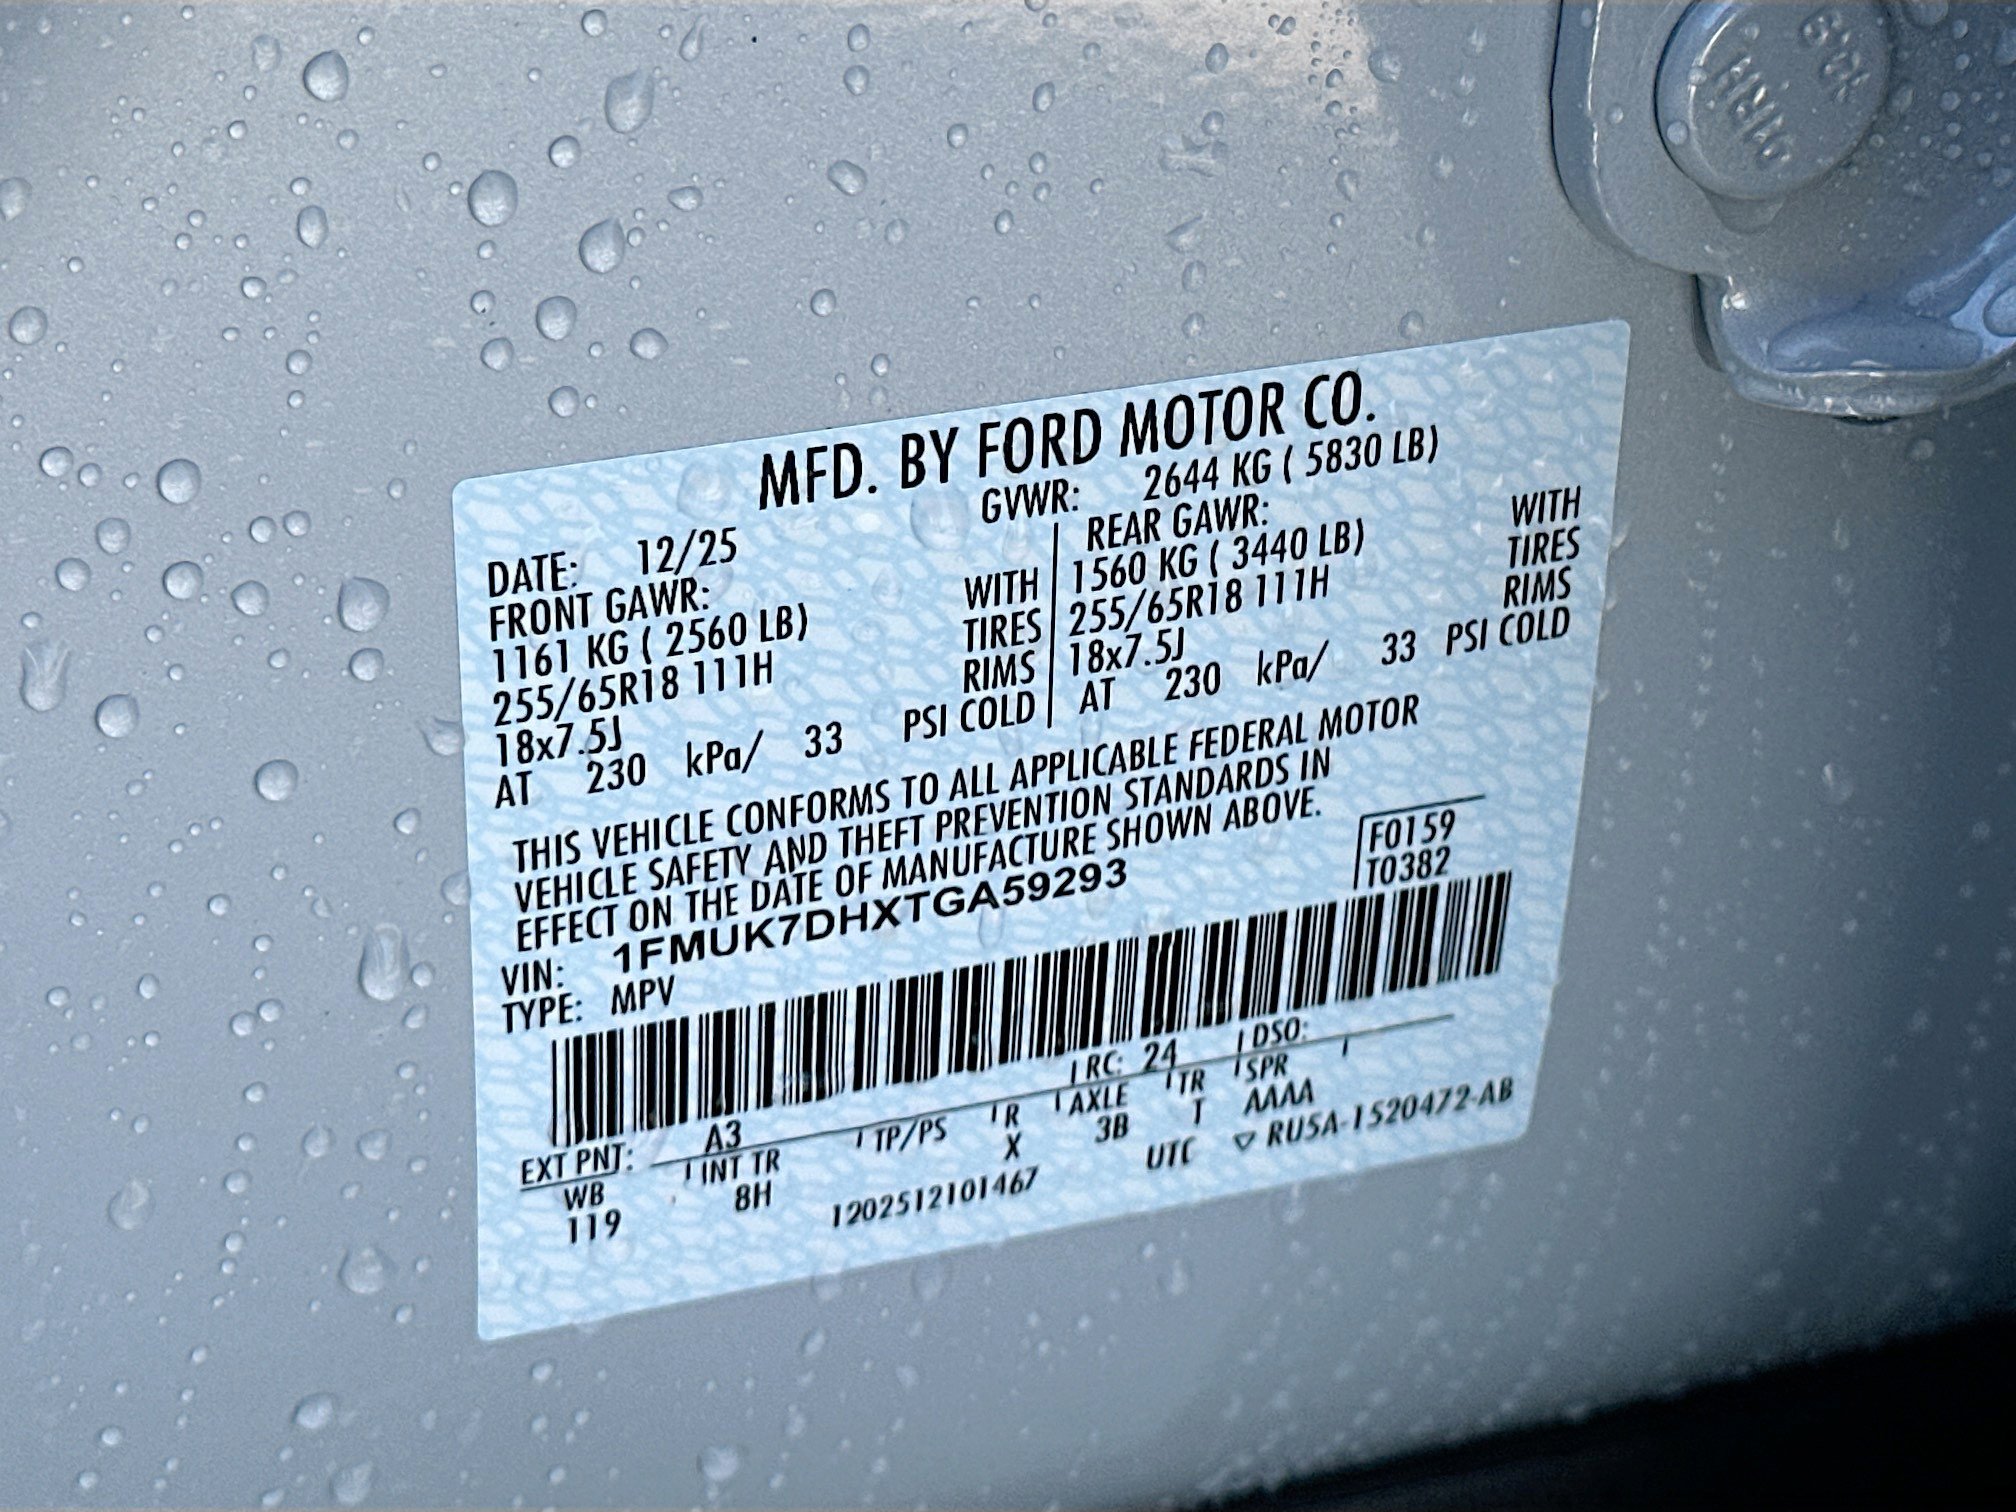 MFD. BY FORD MOTOR CO.
DATE: 12/25 GVWR: 2644 KG ( 5830 LB)
FRONT GAWR: REAR GAWR:
1161 KG ( 2560 LB) WITH 1560 KG ( 3440 LB) WITH
255/65R18 111H TIRES 255/65R18 111H TIRES
18x7.5J RIMS 18x7.5J RIMS
AT 230 kPa/ 33 PSI COLD AT 230 kPa/ 33 PSI COLD
THIS VEHICLE CONFORMS TO ALL APPLICABLE FEDERAL MOTOR
VEHICLE SAFETY AND THEFT PREVENTION STANDARDS IN
EFFECT ON THE DATE OF MANUFACTURE SHOWN ABOVE.
F0159
T0382
VIN: 1FMUK7DHXTGA59293
TYPE: MPV
EXT PNT: A3 RC: 24 DSO:
WB INT TR TP/PS R AXLE TR SPR
119 8H X 3B T AAAA
1202512101467 UTC ▽ RU5A-1520472-AB